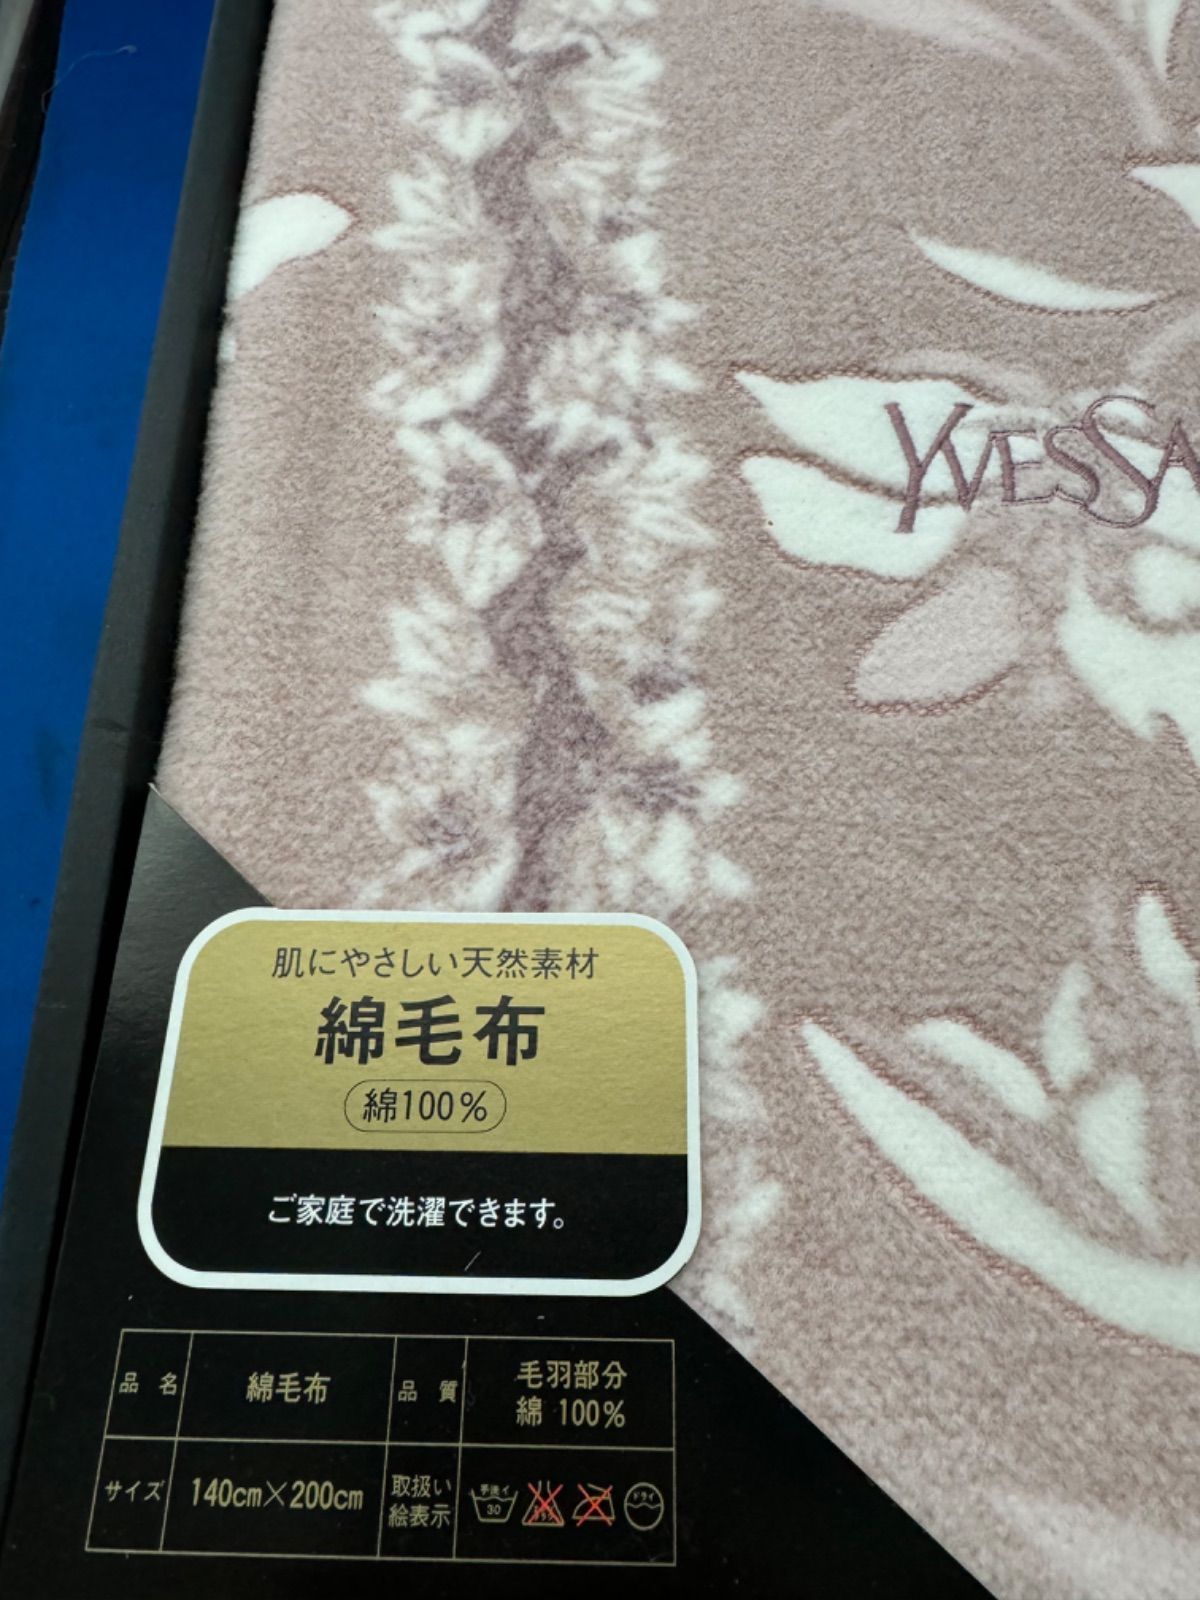 YVESSA
肌にやさしい天然素材
綿毛布
綿100%
ご家庭で洗濯できます。
品名 綿毛布 品質 毛羽部分
綿 100%
サイズ 140cm×200cm 取扱い
絵表示
手洗イ
30
エンソ
ドライ